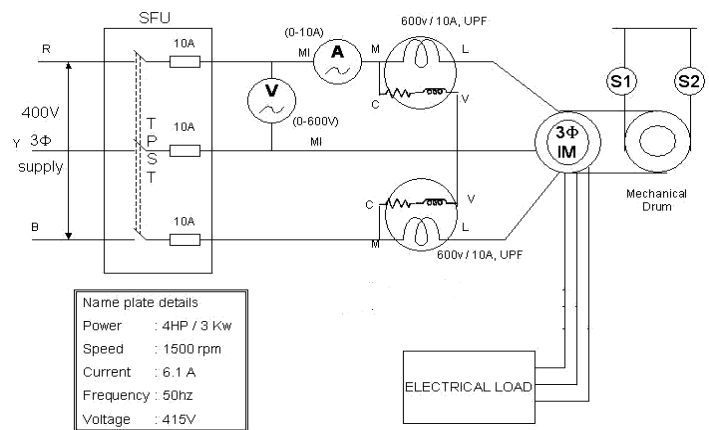 SFU
600v / 10A, UPF
(0-10A)
R
10A
MI
A
M
L
S1
S2
400V
V
C
V
(0-600V)
T
P
S
T
10A
Y
3Φ
MI
3Φ
IM
supply
Mechanical
Drum
10A
C
V
B
M
L
600v / 10A, UPF
Name plate details
Power : 4HP / 3 Kw
Speed : 1500 rpm
Current : 6.1 A
Frequency : 50hz
Voltage : 415V
ELECTRICAL LOAD